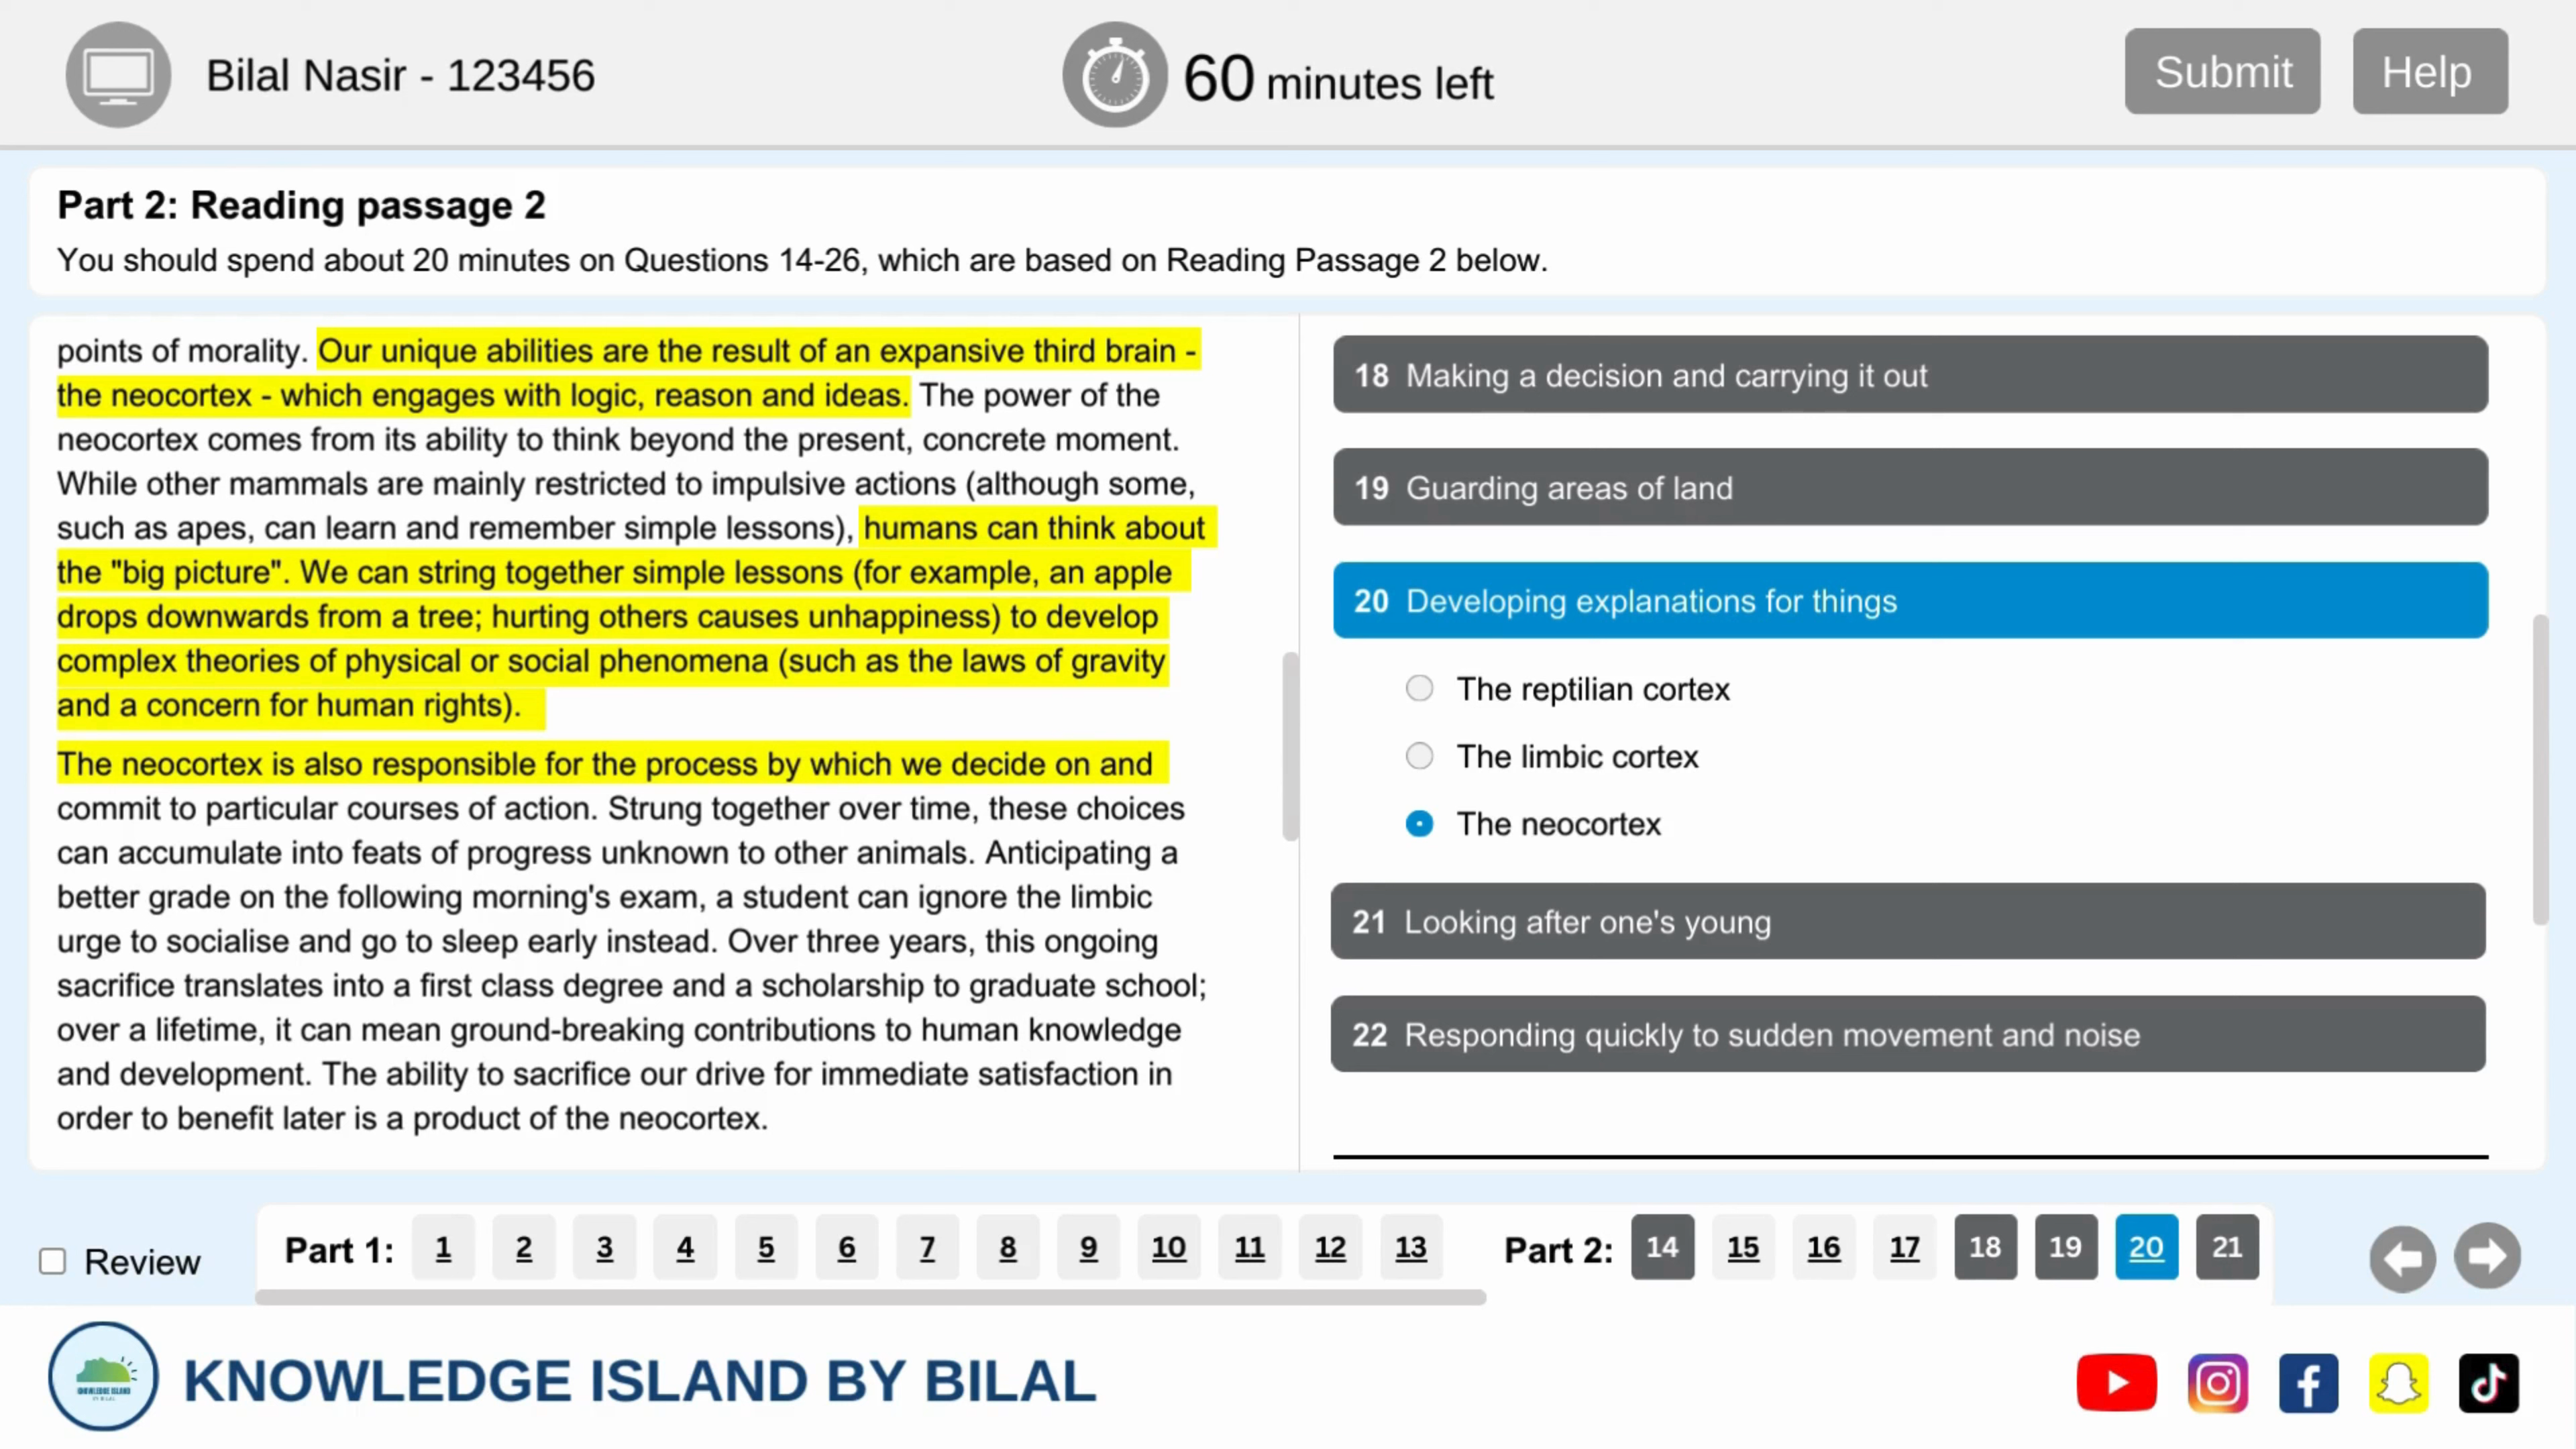 Bilal Nasir - 123456
60 minutes left
Submit
Help
Part 2: Reading passage 2
You should spend about 20 minutes on Questions 14-26, which are based on Reading Passage 2 below.
points of morality. Our unique abilities are the result of an expansive third brain -
the neocortex - which engages with logic, reason and ideas. The power of the
neocortex comes from its ability to think beyond the present, concrete moment.
While other mammals are mainly restricted to impulsive actions (although some,
such as apes, can learn and remember simple lessons), humans can think about
the "big picture". We can string together simple lessons (for example, an apple
drops downwards from a tree; hurting others causes unhappiness) to develop
complex theories of physical or social phenomena (such as the laws of gravity
and a concern for human rights).
The neocortex is also responsible for the process by which we decide on and
commit to particular courses of action. Strung together over time, these choices
can accumulate into feats of progress unknown to other animals. Anticipating a
better grade on the following morning's exam, a student can ignore the limbic
urge to socialise and go to sleep early instead. Over three years, this ongoing
sacrifice translates into a first class degree and a scholarship to graduate school;
over a lifetime, it can mean ground-breaking contributions to human knowledge
and development. The ability to sacrifice our drive for immediate satisfaction in
order to benefit later is a product of the neocortex.
18 Making a decision and carrying it out
19 Guarding areas of land
20 Developing explanations for things
The reptilian cortex
The limbic cortex
The neocortex
21 Looking after one's young
22 Responding quickly to sudden movement and noise
Review
Part 1: 1 2 3 4 5 6 7 8 9 10 11 12 13
Part 2: 14 15 16 17 18 19 20 21
KNOWLEDGE ISLAND
BY BILAL
KNOWLEDGE ISLAND BY BILAL